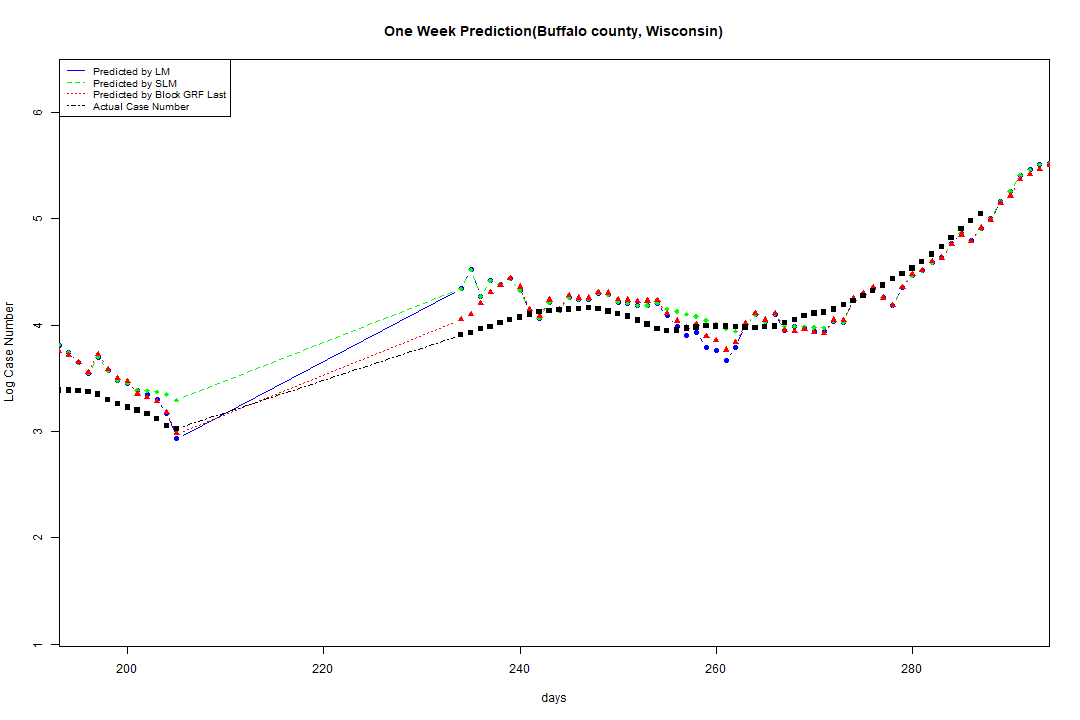 One Week Prediction(Buffalo county, Wisconsin)
Predicted by LM
Predicted by SLM
Predicted by Block GRF Last
Actual Case Number
Log Case Number
6
5
4
3
2
1
200 220 240 260 280
days